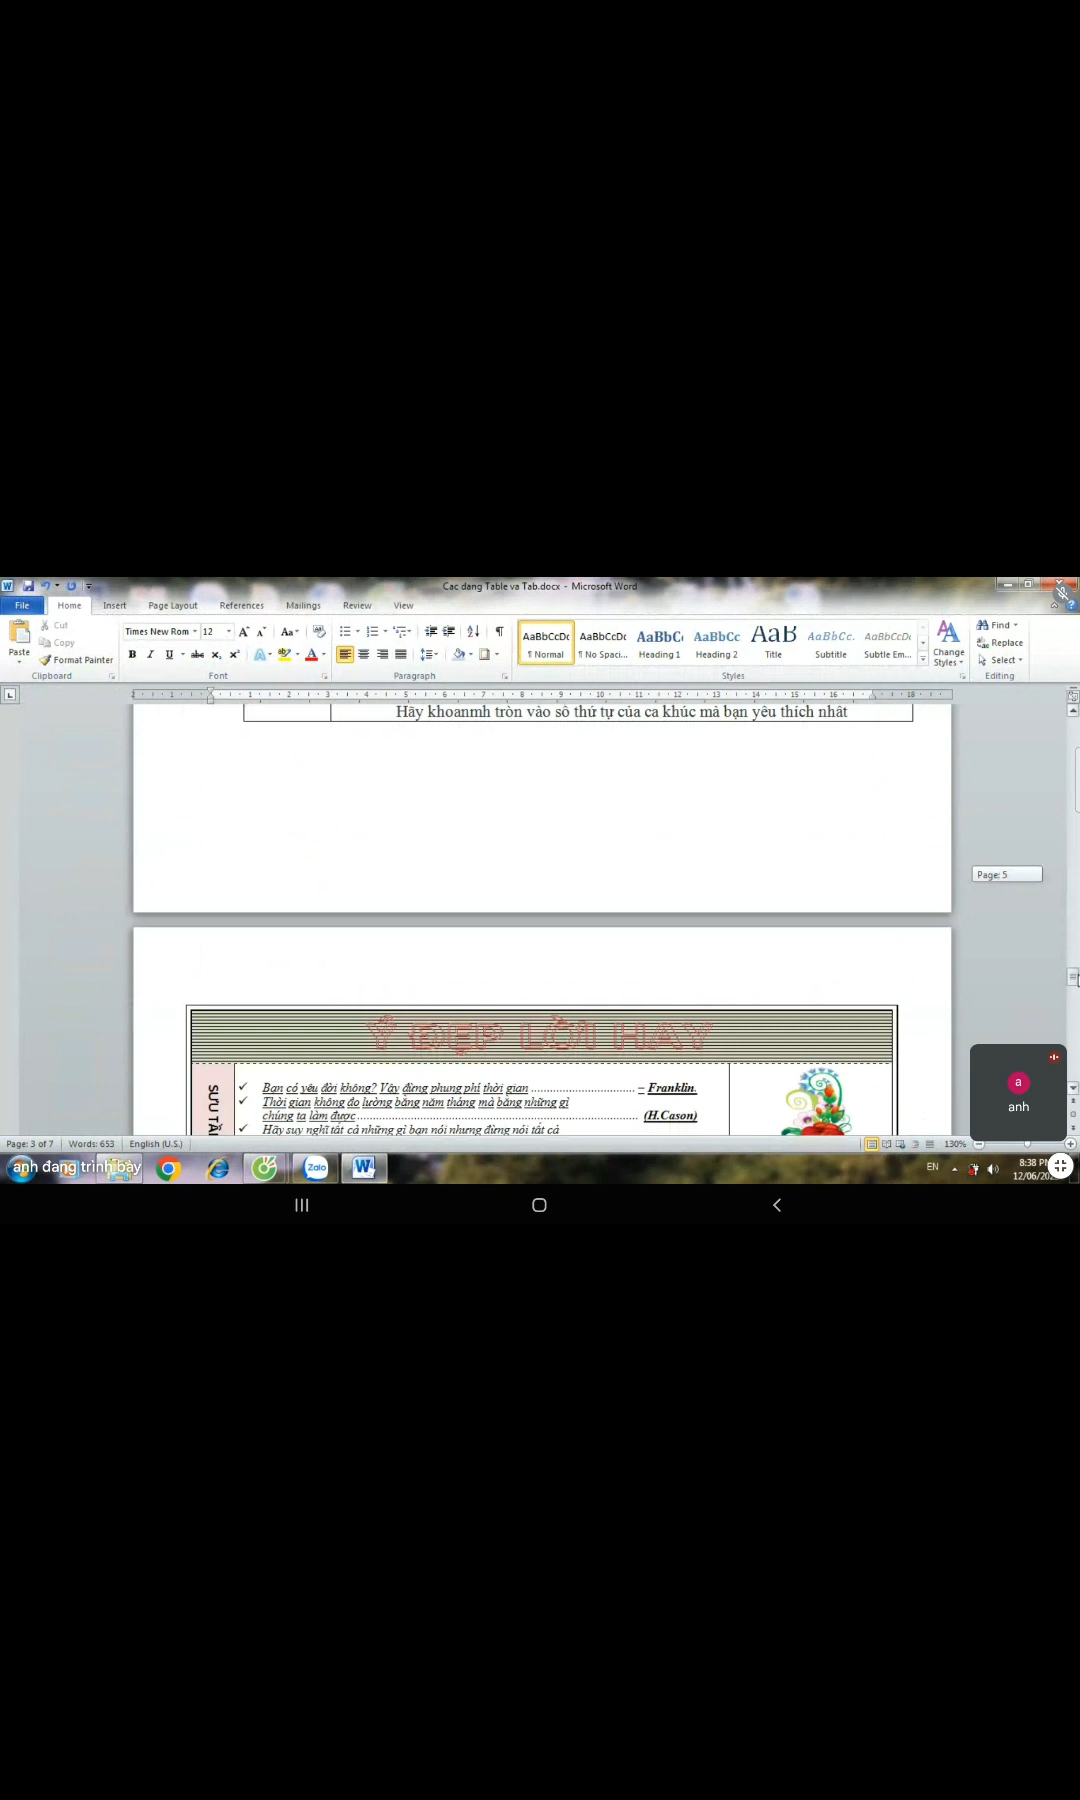 Cac dang Table va Tab.docx - Microsoft Word
File Home Insert Page Layout References Mailings Review View
Paste Cut Copy Format Painter
Times New Rom 12
AaBbCcDc AaBbCcDc AaBbCc AaBbCc AaB AaBbCc. AaBbCcDc
¶ Normal ¶ No Spaci... Heading 1 Heading 2 Title Subtitle Subtle Em...
Change Styles
Find
Replace
Select
Clipboard Font Paragraph Styles Editing
Hãy khoanmh tròn vào số thứ tự của ca khúc mà bạn yêu thích nhất
Page: 5
Ý ĐẸP LỜI HAY
SƯU TẦ
✓ Bạn có yêu đời không? Vậy đừng phung phí thời gian – Franklin.
✓ Thời gian không đo lường bằng năm tháng mà bằng những gì
chúng ta làm được (H.Cason)
✓ Hãy suy nghĩ tất cả những gì bạn nói nhưng đừng nói tất cả
a
anh
Page: 3 of 7 Words: 653 English (U.S.) 130%
anh đang trình bày
Zalo
EN
8:38 PM
12/06/20